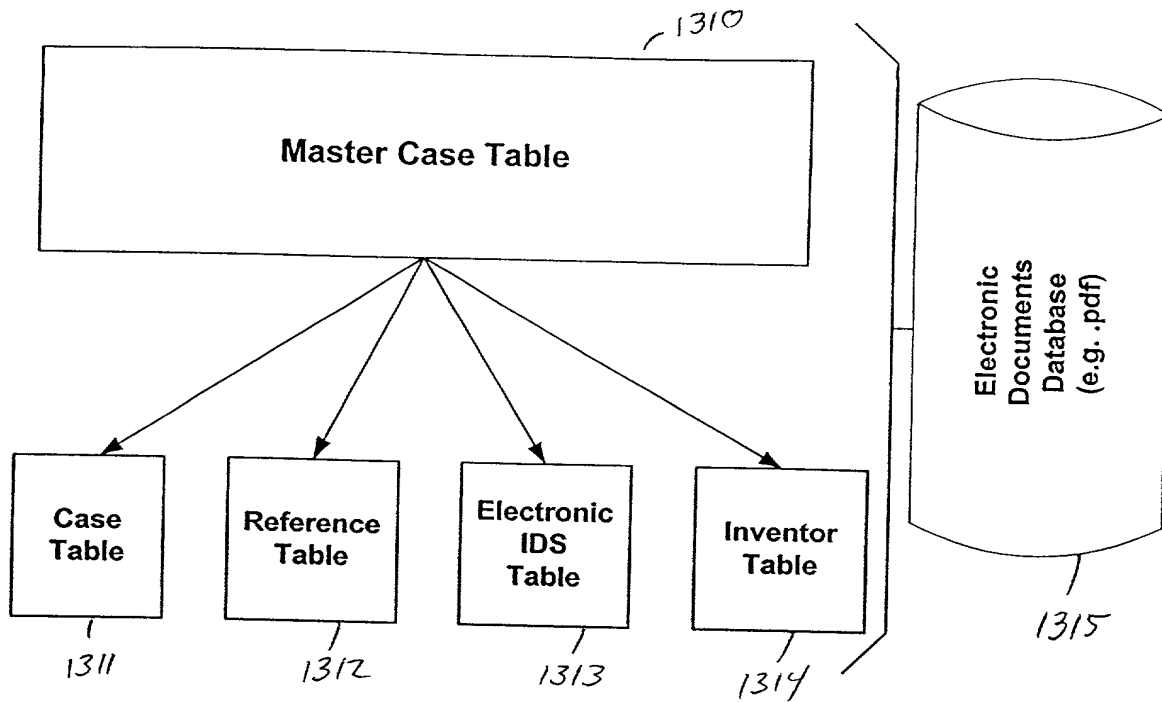 1310
Master Case Table
Electronic
Documents
Database
(e.g. .pdf)
Case
Table
Reference
Table
Electronic
IDS
Table
Inventor
Table
1311
1312
1313
1314
1315